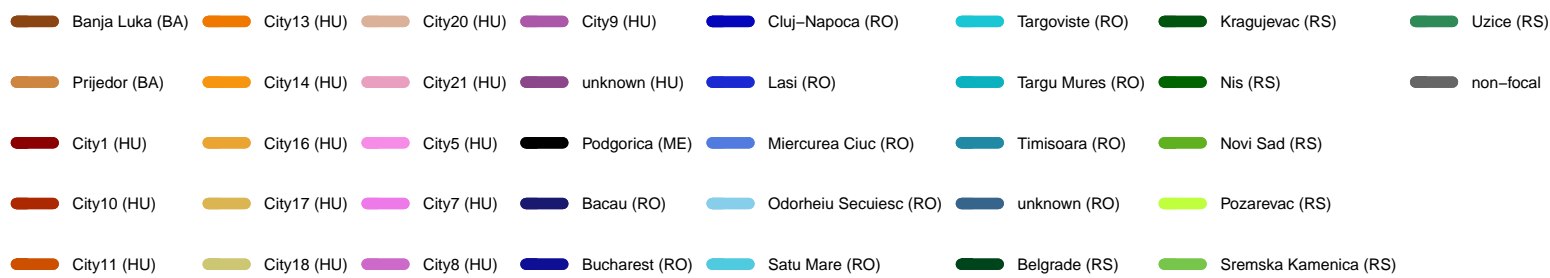 Banja Luka (BA) City13 (HU) City20 (HU) City9 (HU) Cluj−Napoca (RO) Targoviste (RO) Kragujevac (RS) Uzice (RS)
Prijedor (BA) City14 (HU) City21 (HU) unknown (HU) Lasi (RO) Targu Mures (RO) Nis (RS) non−focal
City1 (HU) City16 (HU) City5 (HU) Podgorica (ME) Miercurea Ciuc (RO) Timisoara (RO) Novi Sad (RS)
City10 (HU) City17 (HU) City7 (HU) Bacau (RO) Odorheiu Secuiesc (RO) unknown (RO) Pozarevac (RS)
City11 (HU) City18 (HU) City8 (HU) Bucharest (RO) Satu Mare (RO) Belgrade (RS) Sremska Kamenica (RS)